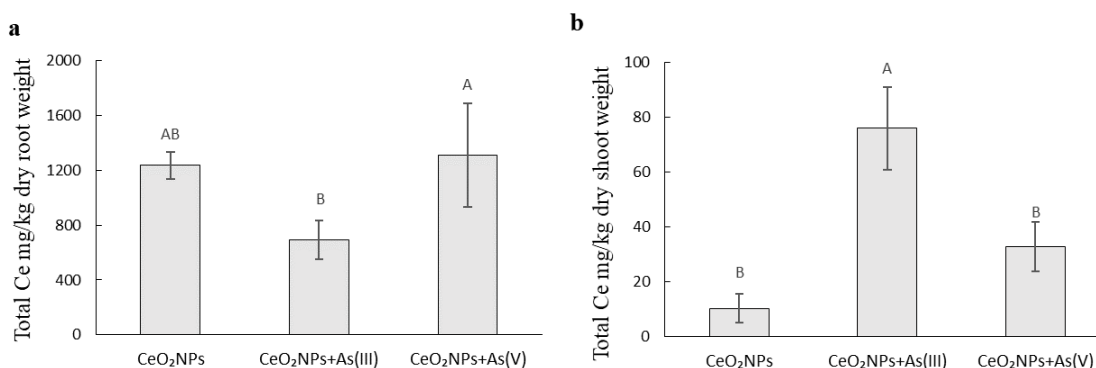 a
Total Ce mg/kg dry root weight
2000
1600
1200
800
400
0
AB
B
A
CeO₂NPs
CeO₂NPs+As(III)
CeO₂NPs+As(V)
b
Total Ce mg/kg dry shoot weight
100
80
60
40
20
0
B
A
B
CeO₂NPs
CeO₂NPs+As(III)
CeO₂NPs+As(V)